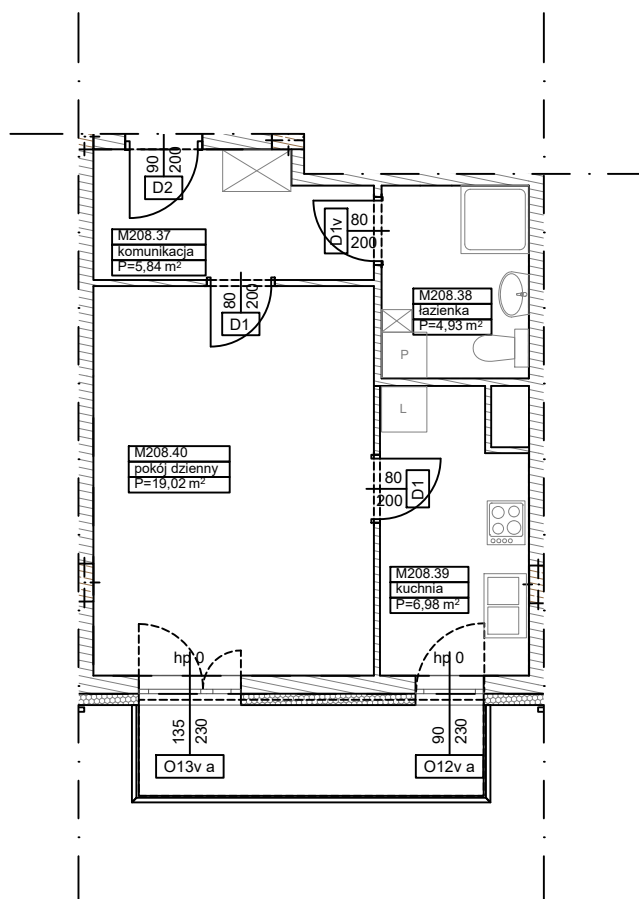 90
200
D2
M208.37
komunikacja
P=5,84 m²
D1v
80
200
80
200
D1
M208.38
łazienka
P=4,93 m²
P
L
M208.40
pokój dzienny
P=19,02 m²
80
200
D1
M208.39
kuchnia
P=6,98 m²
hp 0
hp 0
135
230
90
230
O13v a
O12v a